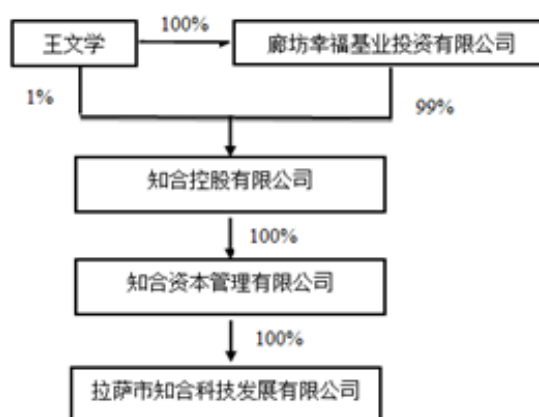 王文学
100%
廊坊幸福基业投资有限公司
1%
99%
知合控股有限公司
100%
知合资本管理有限公司
100%
拉萨市知合科技发展有限公司